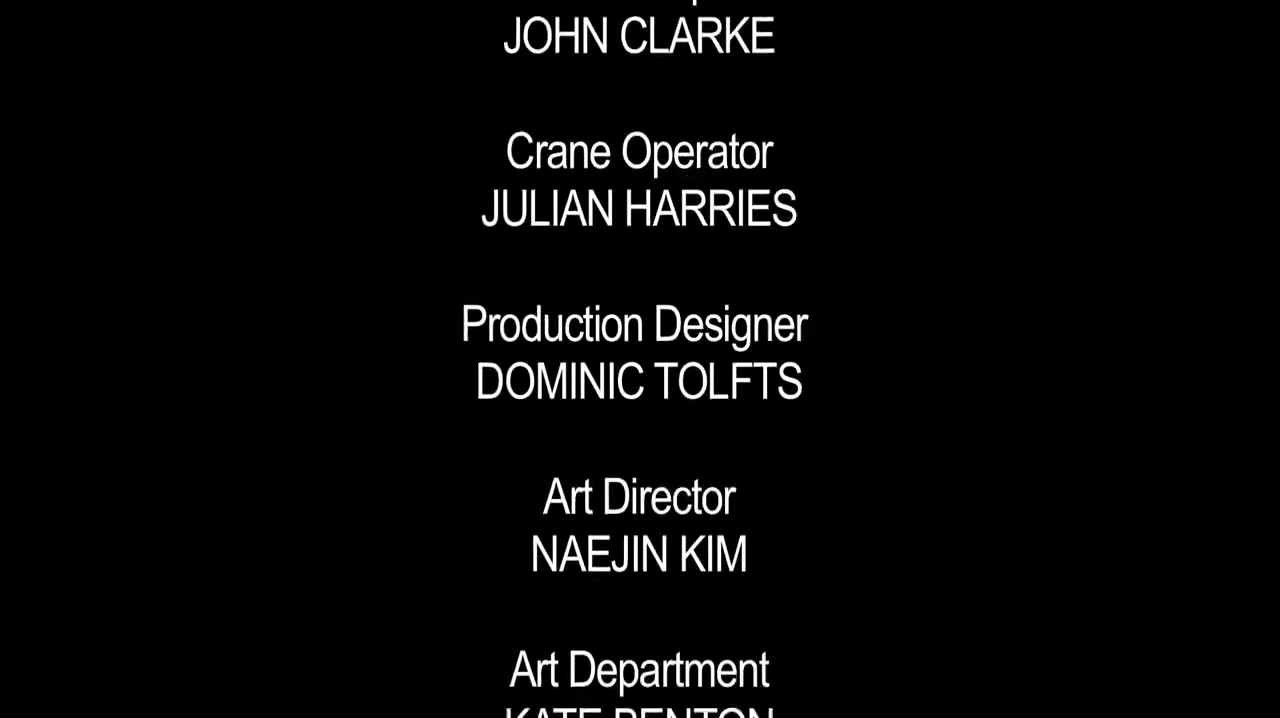 JOHN CLARKE
Crane Operator
JULIAN HARRIES
Production Designer
DOMINIC TOLFTS
Art Director
NAEJIN KIM
Art Department